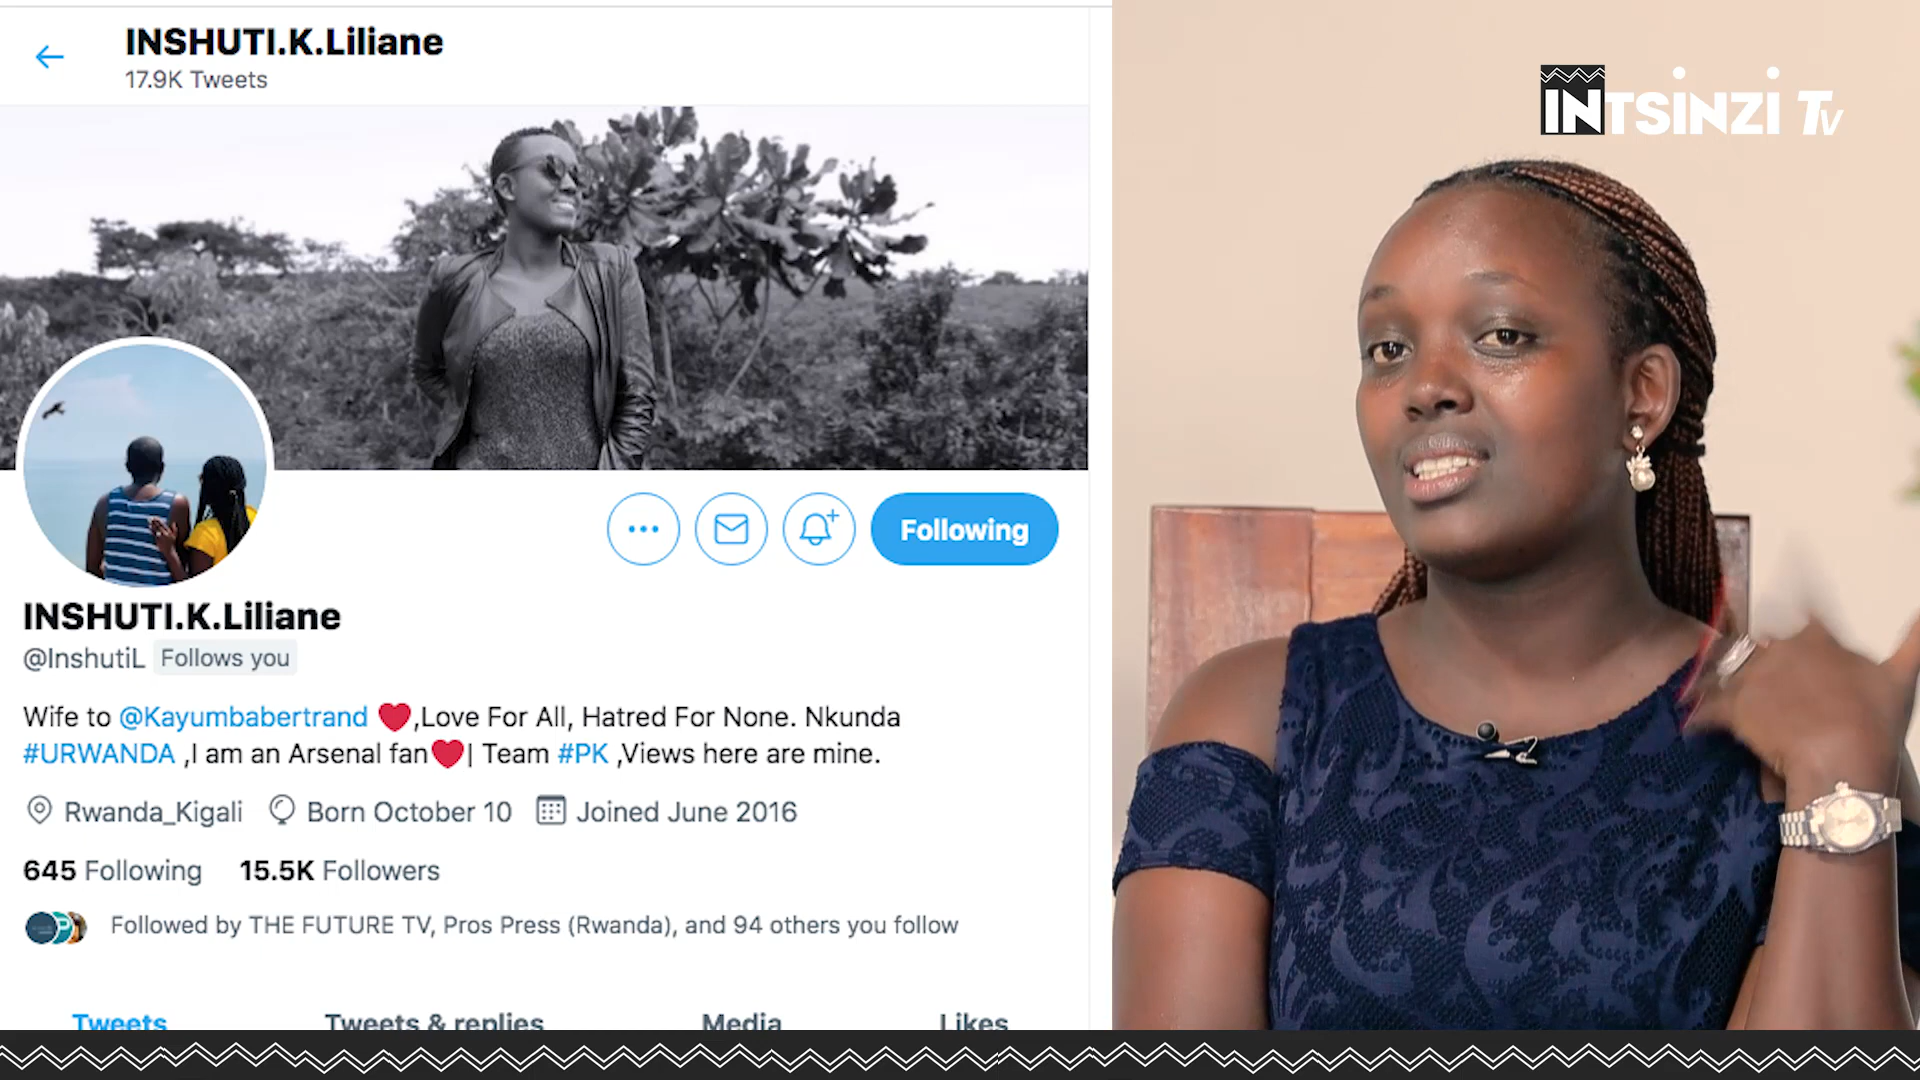 INSHUTI.K.Liliane
17.9K Tweets
INTSINZI TV
Following
INSHUTI.K.Liliane
@InshutiL Follows you
Wife to @Kayumbabertrand ❤️,Love For All, Hatred For None. Nkunda
#URWANDA ,I am an Arsenal fan❤️| Team #PK ,Views here are mine.
Rwanda_Kigali Born October 10 Joined June 2016
645 Following 15.5K Followers
Followed by THE FUTURE TV, Pros Press (Rwanda), and 94 others you follow
Tweets Tweets & replies Media Likes